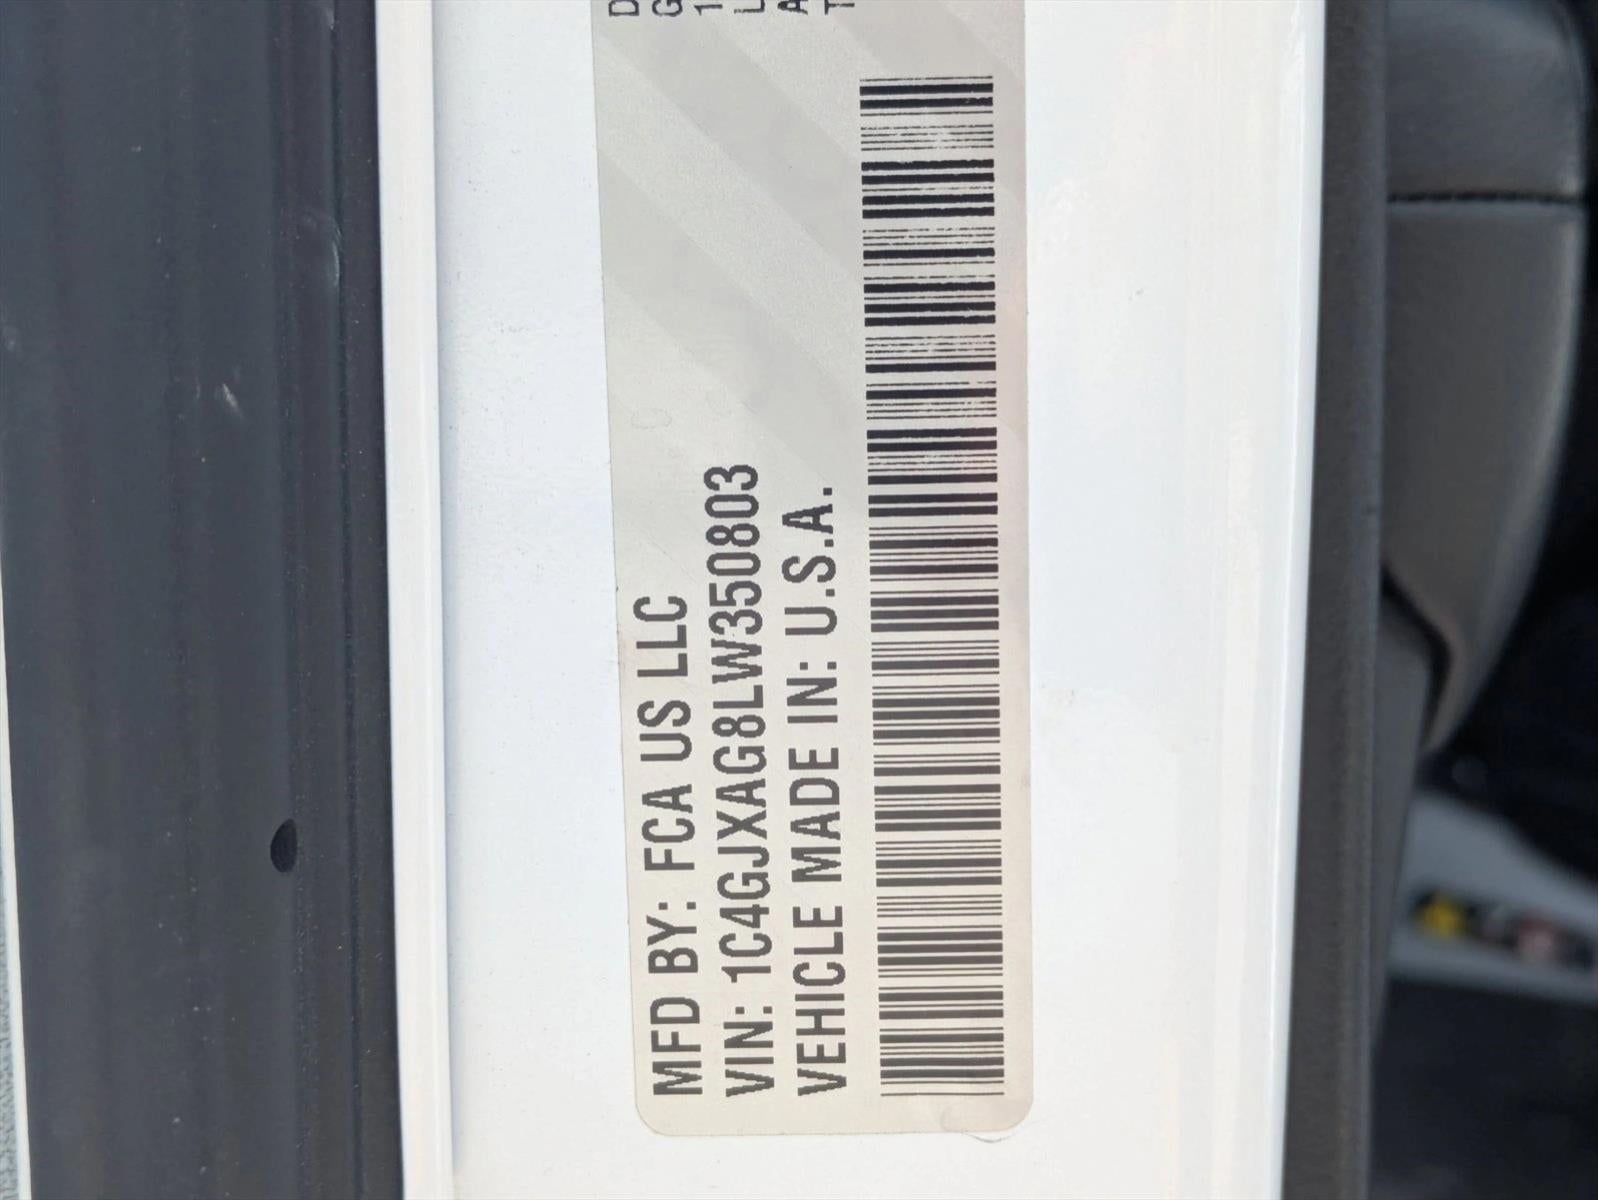 MFD BY: FCA US LLC
VIN: 1C4GJXAG8LW350803
VEHICLE MADE IN: U.S.A.